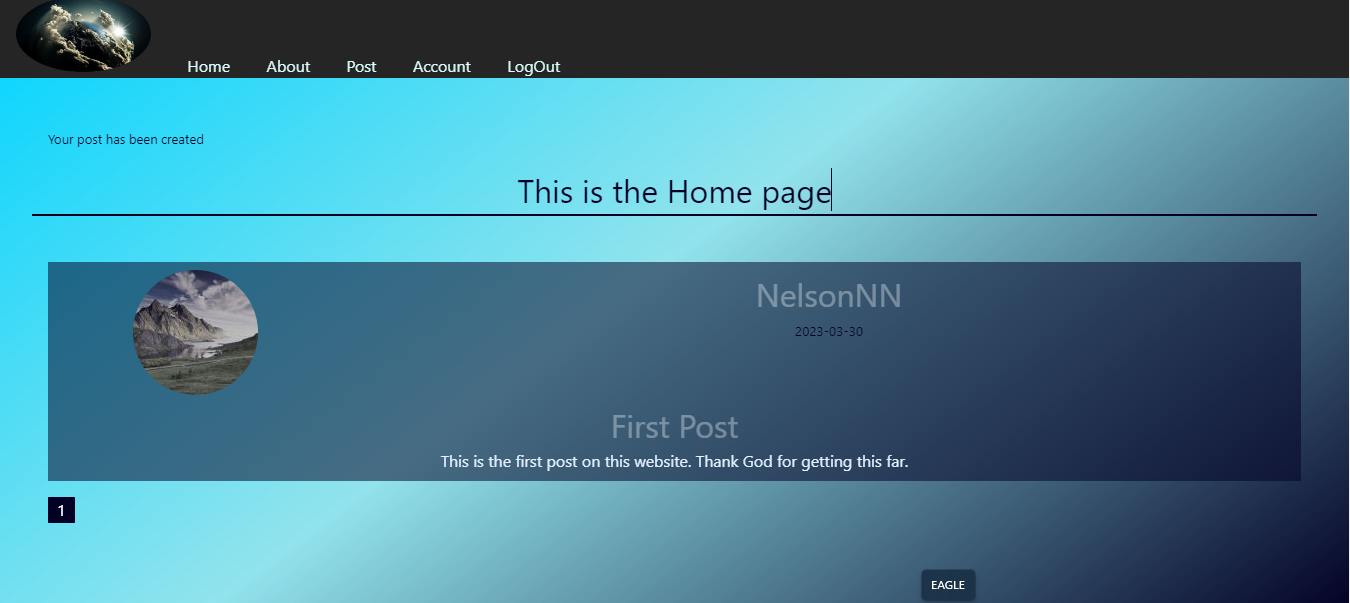 Home About Post Account LogOut
Your post has been created
This is the Home page
NelsonNN
2023-03-30
First Post
This is the first post on this website. Thank God for getting this far.
1
EAGLE